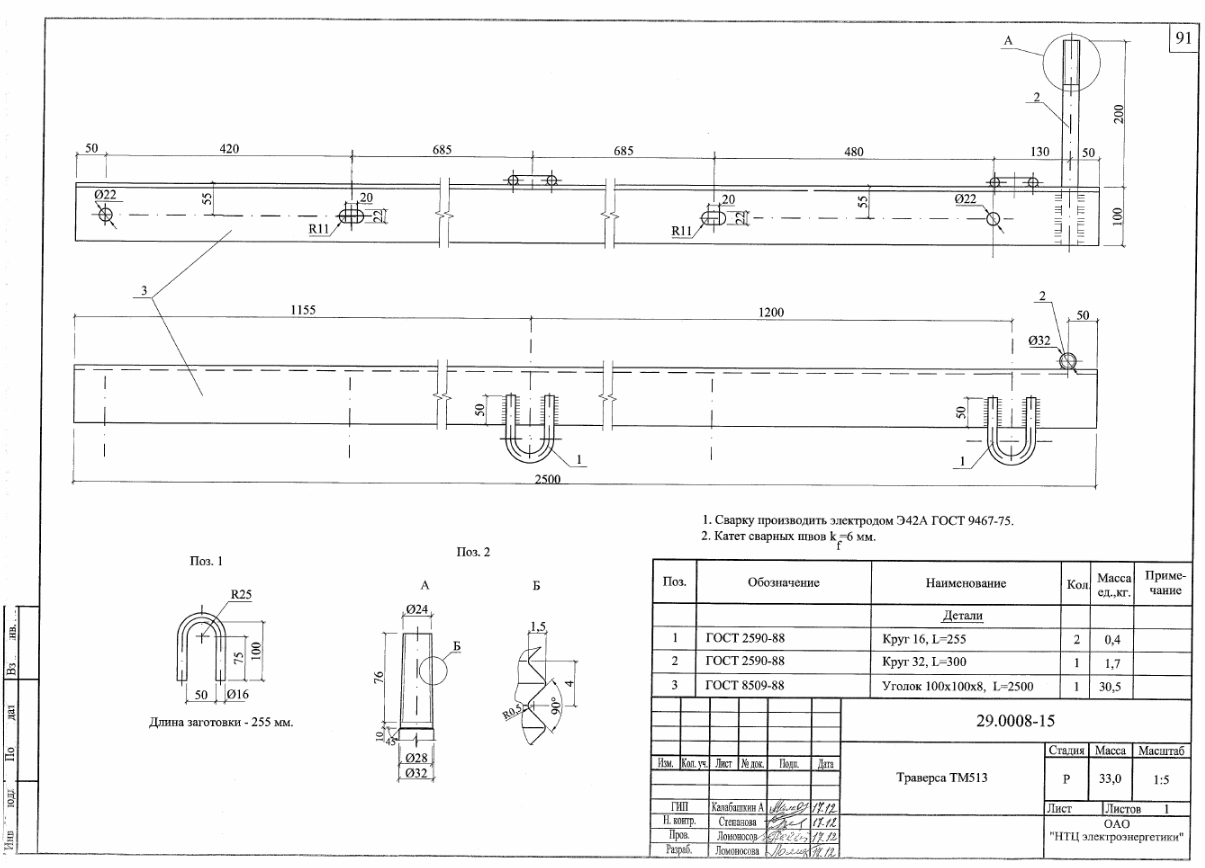 91
А
2
200
50
420
685
685
480
130
50
Ø22
55
20
22
R11
20
22
R11
55
Ø22
100
3
1155
1200
2
50
Ø32
50
50
1
1
2500
1. Сварку производить электродом Э42А ГОСТ 9467-75.
2. Катет сварных швов k f =6 мм.
Поз. 1
R25
75
100
50
Ø16
Длина заготовки - 255 мм.
Поз. 2
А
Б
Ø24
Б
76
10
45°
Ø28
Ø32
1,5
4
R0,5
90°
Поз. Обозначение Наименование Кол. Масса ед.,кг. Приме-чание
Детали
1 ГОСТ 2590-88 Круг 16, L=255 2 0,4
2 ГОСТ 2590-88 Круг 32, L=300 1 1,7
3 ГОСТ 8509-88 Уголок 100x100x8, L=2500 1 30,5
29.0008-15
Изм. Кол. уч. Лист № док. Подп. Дата
Траверса ТМ513
Стадия Масса Масштаб
Р 33,0 1:5
Лист Листов 1
ГИП Калабашкин А 17.12
Н. контр. Степанова 17.12
Пров. Ломоносов 17.12
Разраб. Ломоносова 17.12
ОАО
"НТЦ электроэнергетики"
Вз инв.
По дат
Инв подл